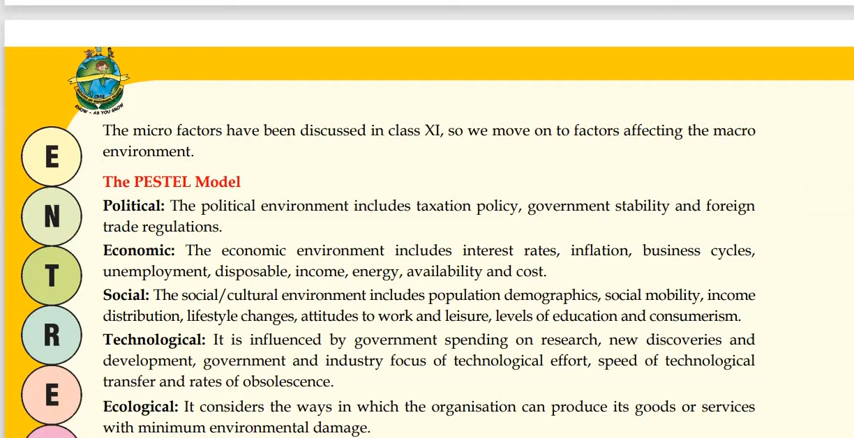 KNOW - AS YOU KNOW
The micro factors have been discussed in class XI, so we move on to factors affecting the macro
environment.
The PESTEL Model
Political: The political environment includes taxation policy, government stability and foreign
trade regulations.
Economic: The economic environment includes interest rates, inflation, business cycles,
unemployment, disposable, income, energy, availability and cost.
Social: The social/cultural environment includes population demographics, social mobility, income
distribution, lifestyle changes, attitudes to work and leisure, levels of education and consumerism.
Technological: It is influenced by government spending on research, new discoveries and
development, government and industry focus of technological effort, speed of technological
transfer and rates of obsolescence.
Ecological: It considers the ways in which the organisation can produce its goods or services
with minimum environmental damage.
E
N
T
R
E